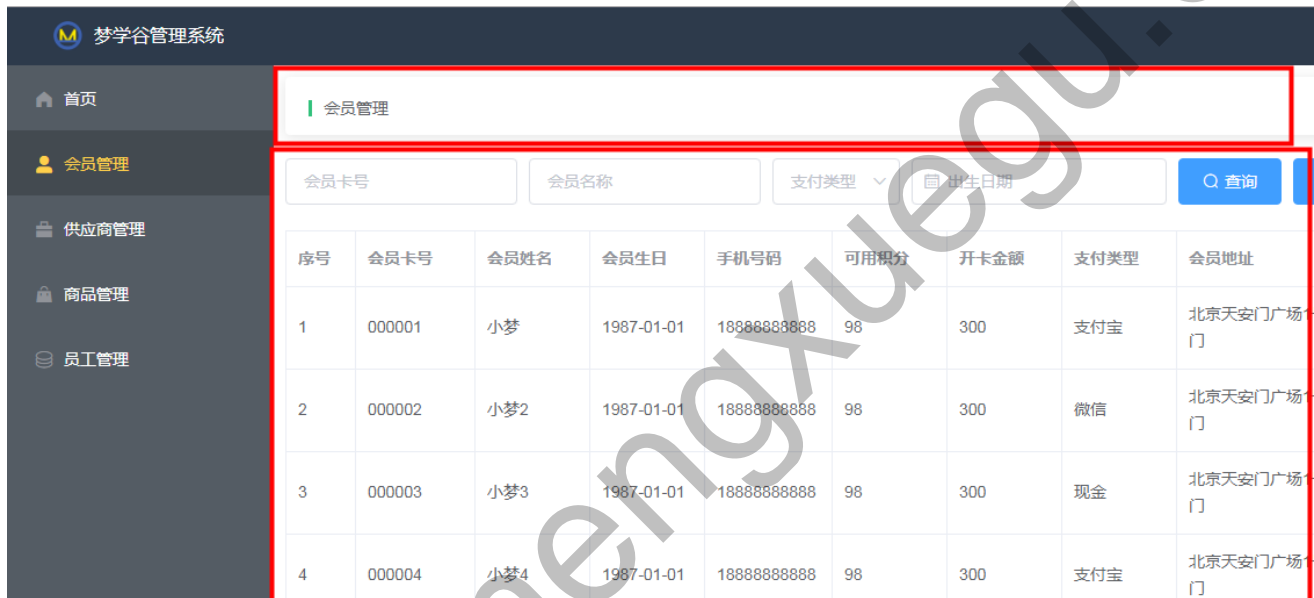 梦学谷管理系统
首页
会员管理
供应商管理
商品管理
员工管理
会员管理
会员卡号 会员名称 支付类型 出生日期 查询
序号 会员卡号 会员姓名 会员生日 手机号码 可用积分 开卡金额 支付类型 会员地址
1 000001 小梦 1987-01-01 18888888888 98 300 支付宝 北京天安门广场
门
2 000002 小梦2 1987-01-01 18888888888 98 300 微信 北京天安门广场
门
3 000003 小梦3 1987-01-01 18888888888 98 300 现金 北京天安门广场
门
4 000004 小梦4 1987-01-01 18888888888 98 300 支付宝 北京天安门广场
门
engxuegu.